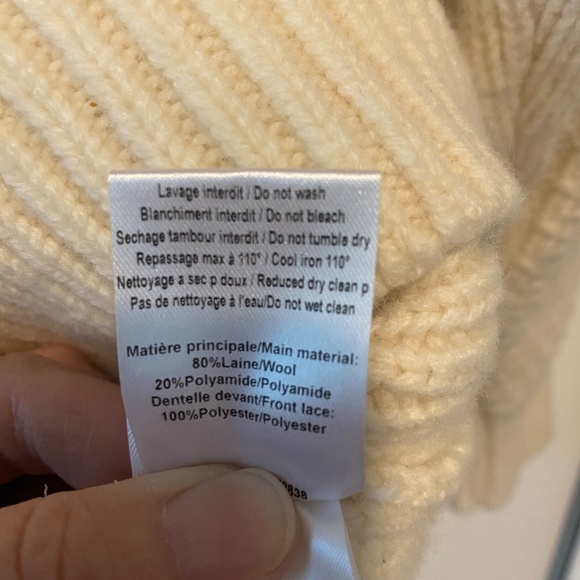 Lavage interdit / Do not wash
Blanchiment interdit / Do not bleach
Sechage tambour interdit / Do not tumble dry
Repassage max à 110° / Cool iron 110°
Nettoyage a sec p doux / Reduced dry clean p
Pas de nettoyage à l'eau/Do not wet clean
Matière principale/Main material:
80%Laine/Wool
20%Polyamide/Polyamide
Dentelle devant/Front lace:
100%Polyester/Polyester
838